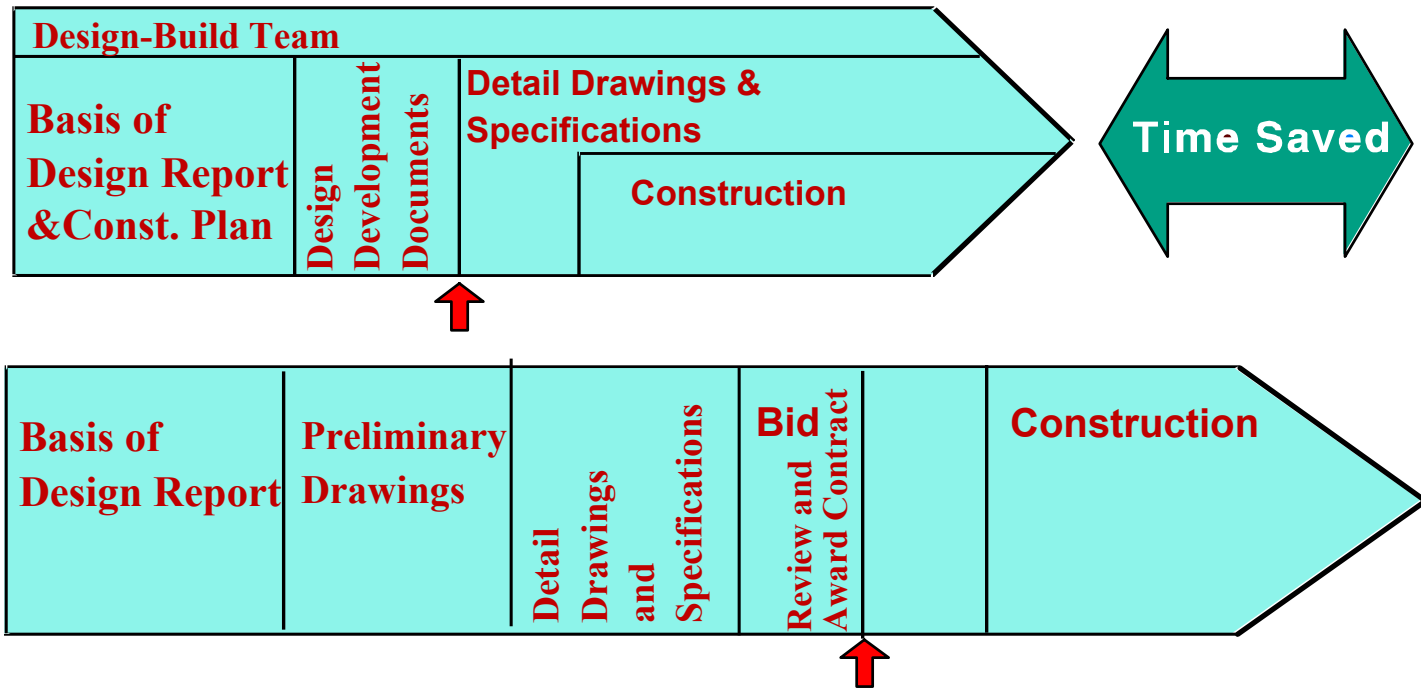 Design-Build Team
Basis of
Design Report
&Const. Plan
Design
Development
Documents
Detail Drawings &
Specifications
Construction
Time Saved
Basis of
Design Report
Preliminary
Drawings
Detail
Drawings
and
Specifications
Bid
Review and
Award Contract
Construction